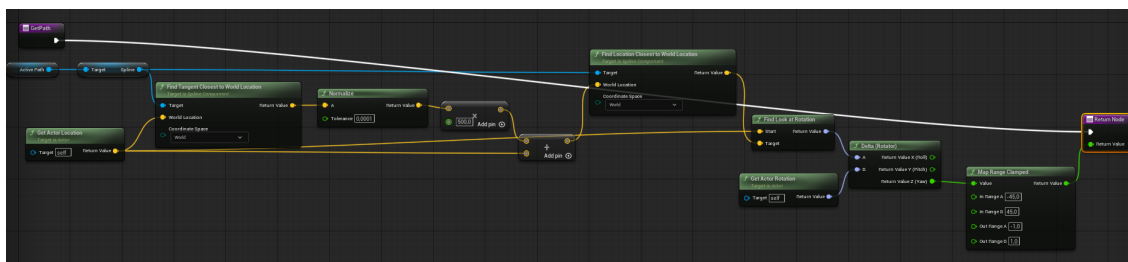 GetPath
Active Path
Target Spline
Find Tangent Closest to World Location
Target is Spline Component
Target Return Value
World Location
Coordinate Space
World
Get Actor Location
Target is Actor
Target self Return Value
Normalize
A Return Value
Tolerance 0,0001
×
500,0
Add pin
+
Add pin
Find Location Closest to World Location
Target is Spline Component
Target Return Value
World Location
Coordinate Space
World
Find Look at Rotation
Start Return Value
Target
Get Actor Rotation
Target is Actor
Target self Return Value
Delta (Rotator)
A Return Value X (Roll)
B Return Value Y (Pitch)
Return Value Z (Yaw)
Map Range Clamped
Value Return Value
In Range A -45,0
In Range B 45,0
Out Range A -1,0
Out Range B 1,0
Return Node
Return Value